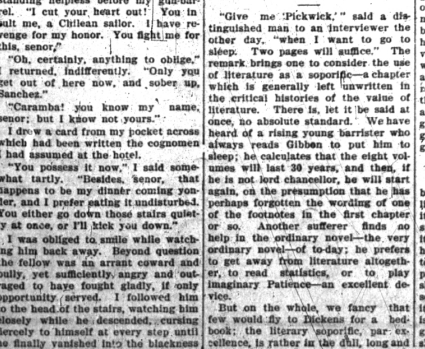 rel. "I cut your heart out! You in
sult me, a Chilean sailor. I have re-
venge for my honor. You fight me for
this, senor,"
"Oh, certainly, anything to oblige,"
I returned, indifferently. "Only you
get out of here now, and sober up,
Sanchez."
"Caramba! you know my name,
senor; but I know not yours."
I drew a card from my pocket across
which had been written the cognomen
I had assumed at the hotel.
"You possess it now," I said some-
what tartly. "Besides, senor, that
happens to be my dinner coming yon-
der, and I prefer eating it undisturbed.
You either go down those stairs quiet-
ly at once, or I'll kick you down."
I was obliged to smile while watch-
ing him back away. Beyond question
the fellow was an arrant coward and
bully, yet sufficiently angry and out-
raged to have fought gladly, if only
opportunity served. I followed him
to the head of the stairs, watching him
closely while he descended, cursing
fiercely to himself at every step until
he finally vanished into the blackness
"Give me 'Pickwick,'" said a dis-
tinguished man to an interviewer the
other day, "when I want to go to
sleep. Two pages will suffice." The
remark brings one to consider the use
of literature as a soporific—a chapter
which is generally left unwritten in
the critical histories of the value of
literature. There is, let it be said at
once, no absolute standard. We have
heard of a rising young barrister who
always reads Gibbon to put him to
sleep; he calculates that the eight vol-
umes will last 30 years, and then, if
he is not lord chancellor, he will start
again, on the presumption that he has
perhaps forgotten the wording of one
of the footnotes in the first chapter
or so. Another sufferer finds no
help in the ordinary novel—the very
ordinary novel—of to-day; he prefers
to get away from literature altogeth-
er, to read statistics, or to play
imaginary Patience—an excellent de-
vice.
But on the whole, we fancy that
few would fly to Dickens for a bed-
book; the literary soporific, par ex-
cellence, is rather in the dull, long and